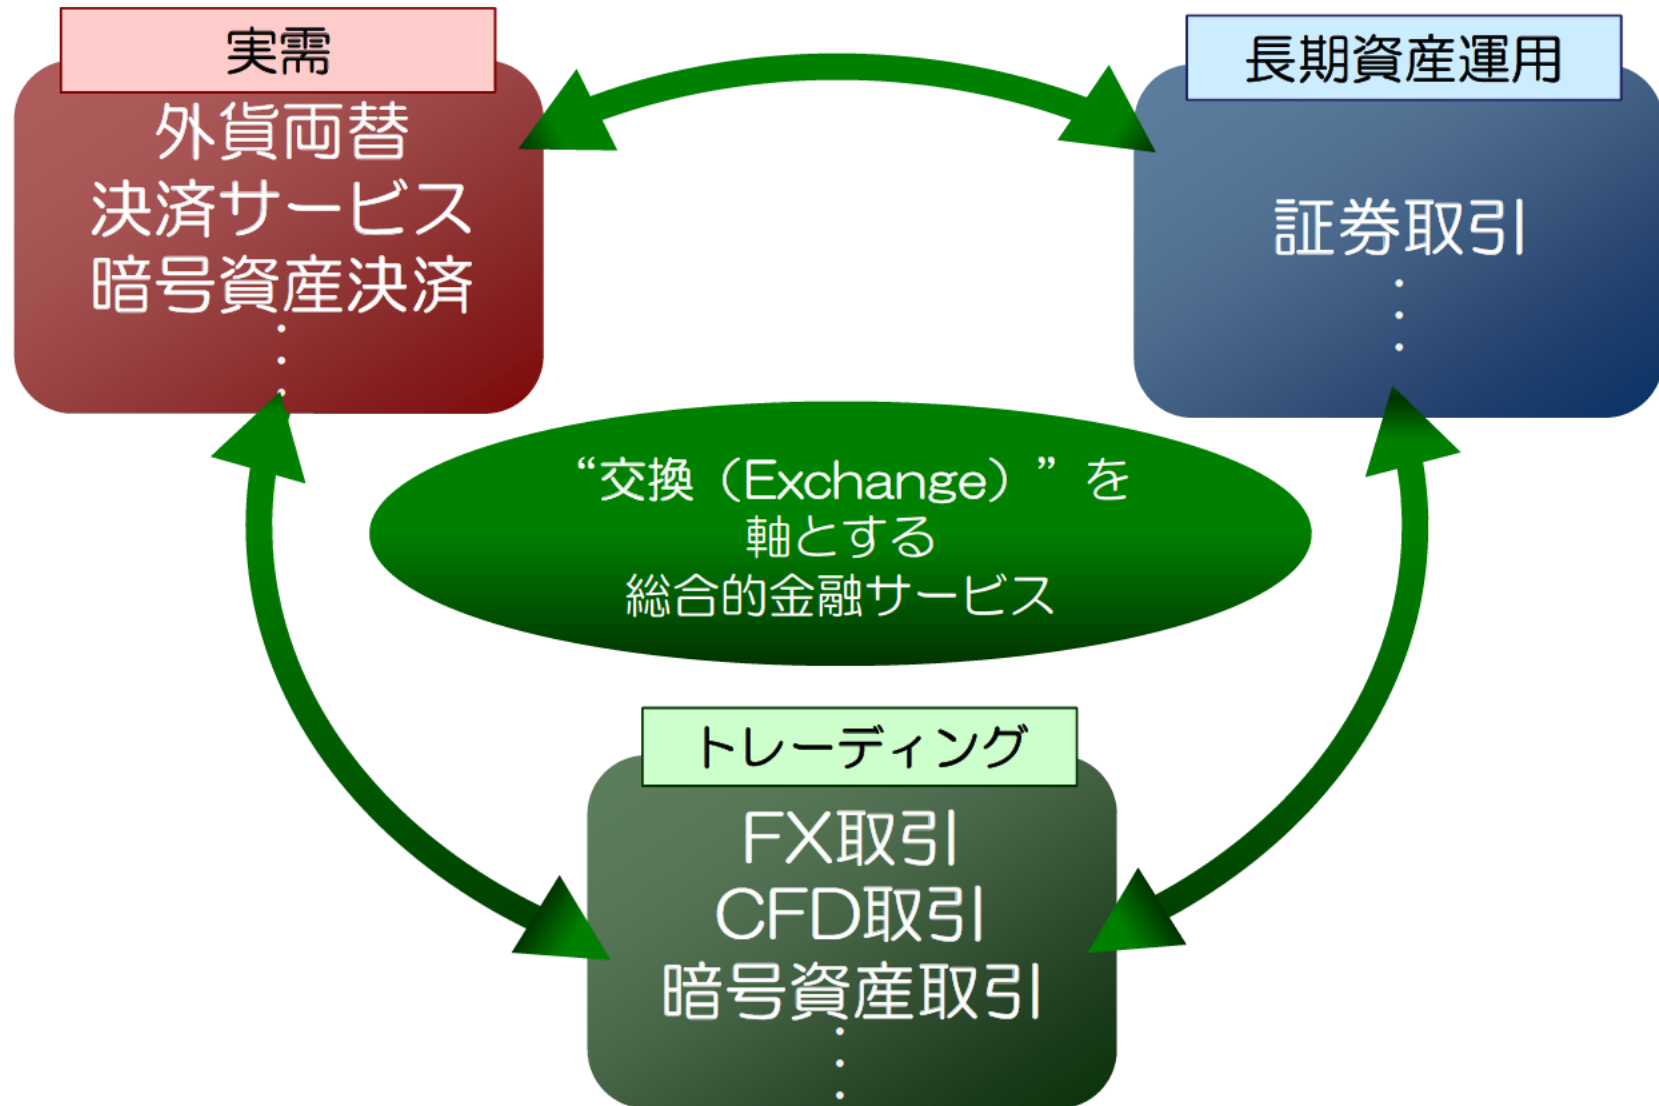 実需
外貨両替
決済サービス
暗号資産決済
・
・
・
長期資産運用
証券取引
・
・
・
“交換（Exchange）”を
軸とする
総合的金融サービス
トレーディング
FX取引
CFD取引
暗号資産取引
・
・
・